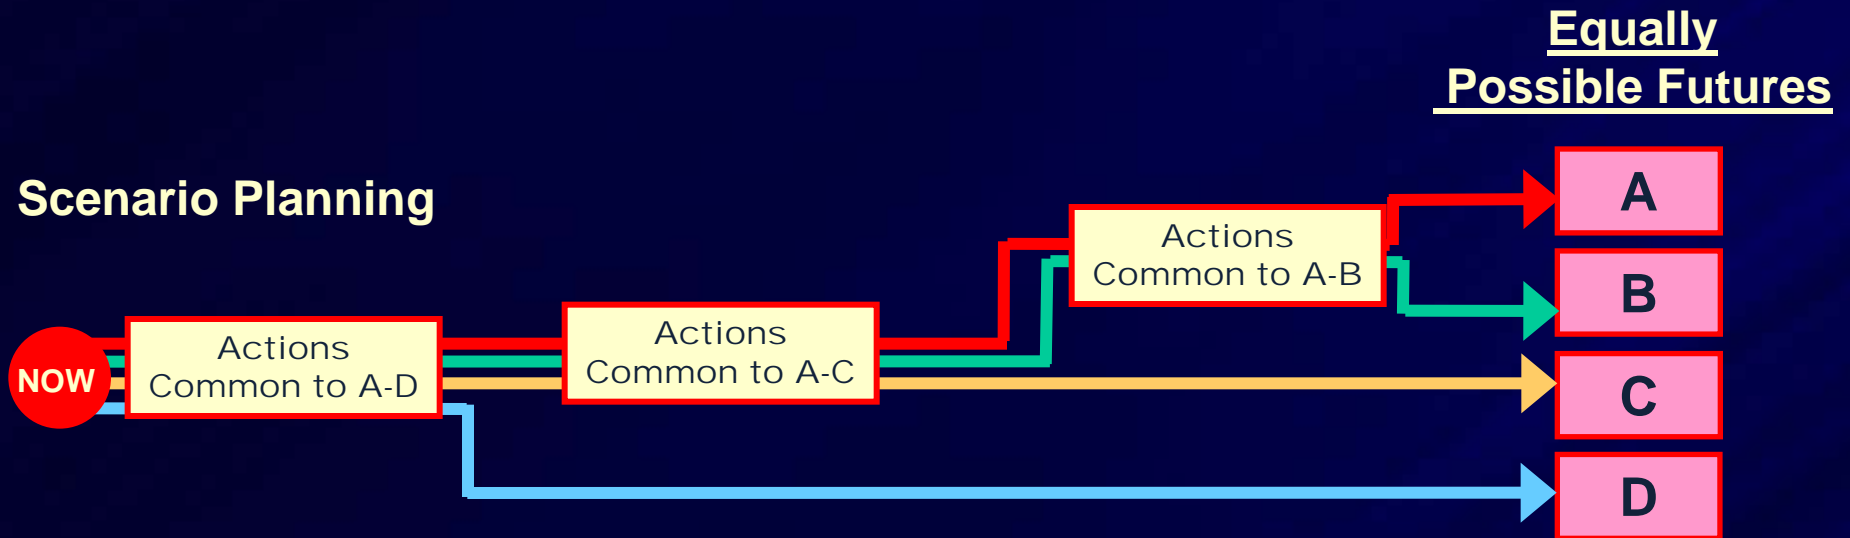 Equally
Possible Futures
Scenario Planning
NOW
Actions
Common to A-D
Actions
Common to A-C
Actions
Common to A-B
A
B
C
D